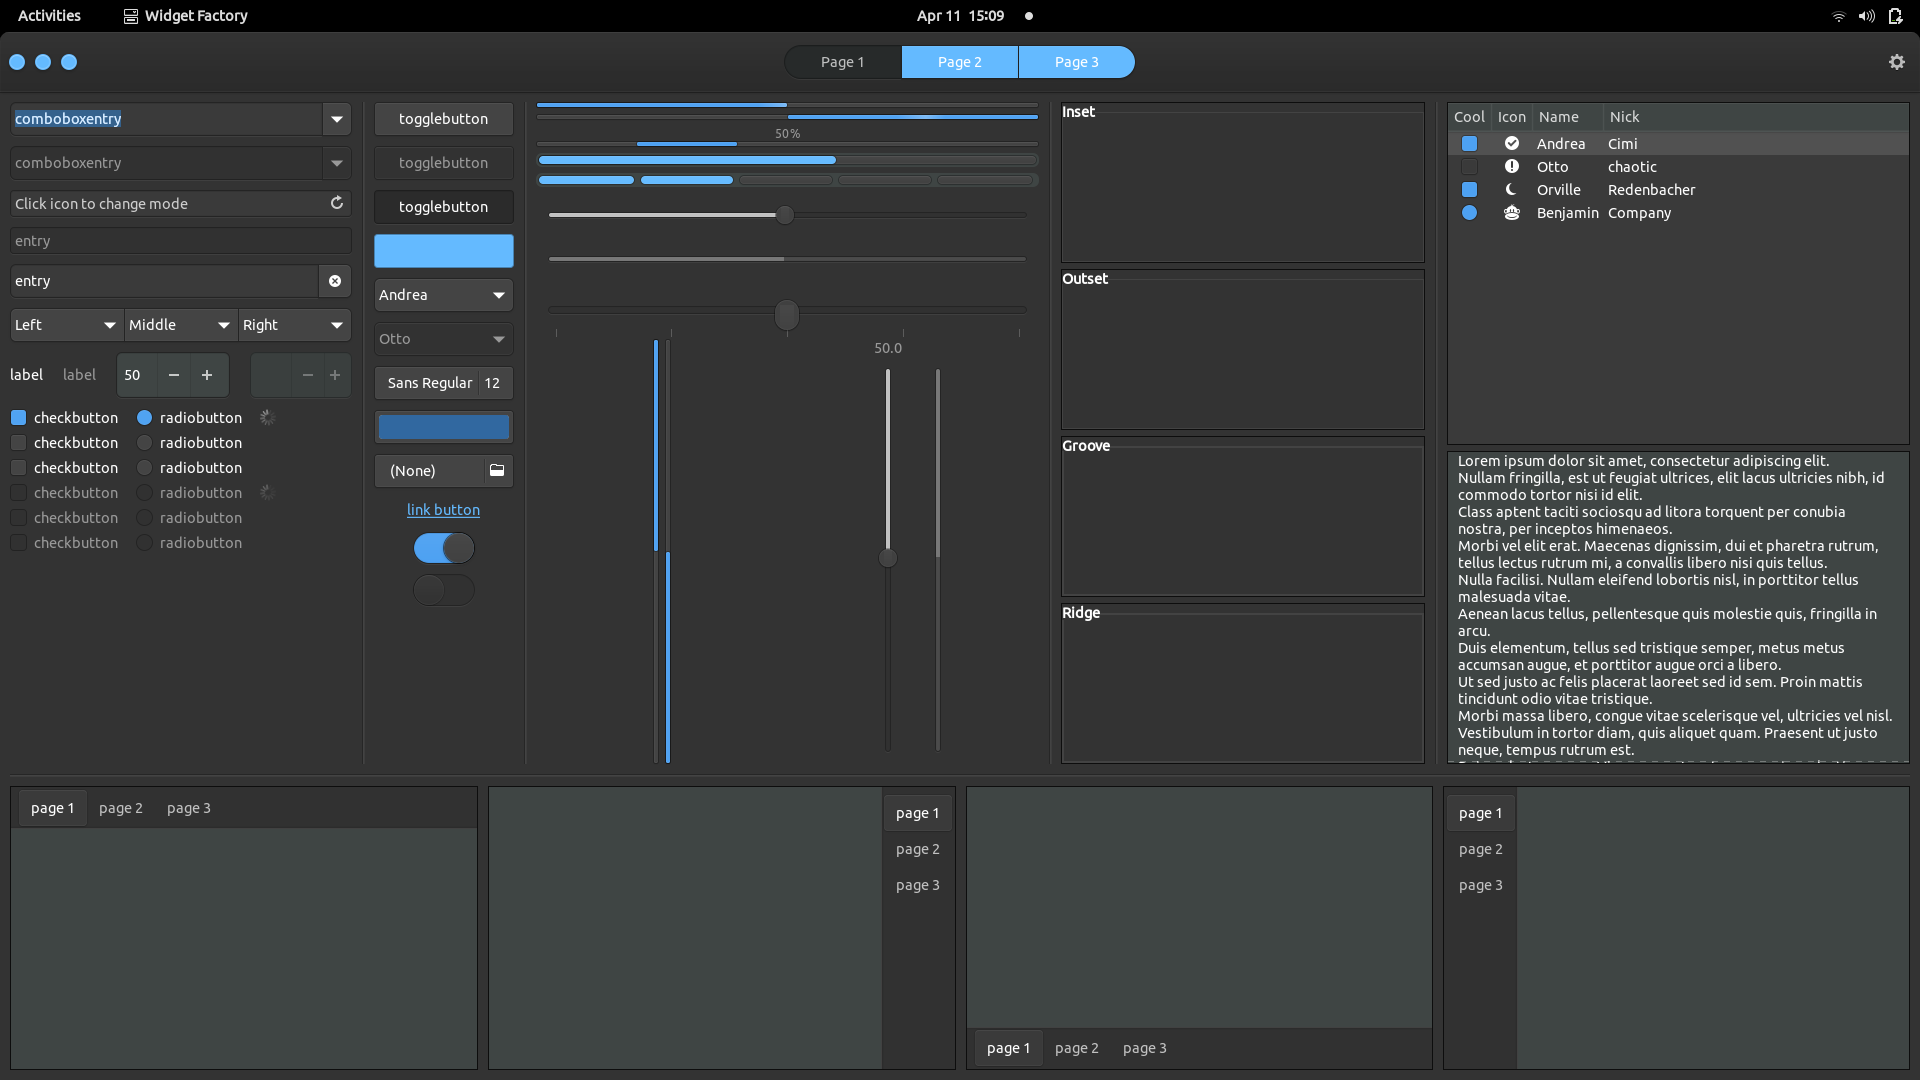 Activities
Widget Factory
Apr 11 15:09
Page 1
Page 2
Page 3
comboboxentry
comboboxentry
Click icon to change mode
entry
entry
Left
Middle
Right
label
label
50
checkbutton
radiobutton
checkbutton
radiobutton
checkbutton
radiobutton
checkbutton
radiobutton
checkbutton
radiobutton
checkbutton
radiobutton
togglebutton
togglebutton
togglebutton
Andrea
Otto
Sans Regular 12
(None)
link button
50 %
50.0
Inset
Outset
Groove
Ridge
Cool Icon Name Nick
Andrea Cimi
Otto chaotic
Orville Redenbacher
Benjamin Company
Lorem ipsum dolor sit amet, consectetur adipiscing elit.
Nullam fringilla, est ut feugiat ultrices, elit lacus ultricies nibh, id
commodo tortor nisi id elit.
Class aptent taciti sociosqu ad litora torquent per conubia
nostra, per inceptos himenaeos.
Morbi vel elit erat. Maecenas dignissim, dui et pharetra rutrum,
tellus lectus rutrum mi, a convallis libero nisi quis tellus.
Nulla facilisi. Nullam eleifend lobortis nisl, in porttitor tellus
malesuada vitae.
Aenean lacus tellus, pellentesque quis molestie quis, fringilla in
arcu.
Duis elementum, tellus sed tristique semper, metus metus
accumsan augue, et porttitor augue orci a libero.
Ut sed justo ac felis placerat laoreet sed id sem. Proin mattis
tincidunt odio vitae tristique.
Morbi massa libero, congue vitae scelerisque vel, ultricies vel nisl.
Vestibulum in tortor diam, quis aliquet quam. Praesent ut justo
neque, tempus rutrum est.
page 1
page 2
page 3
page 1
page 2
page 3
page 1
page 2
page 3
page 1
page 2
page 3